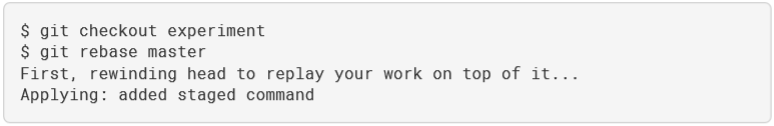 $ git checkout experiment
$ git rebase master
First, rewinding head to replay your work on top of it...
Applying: added staged command